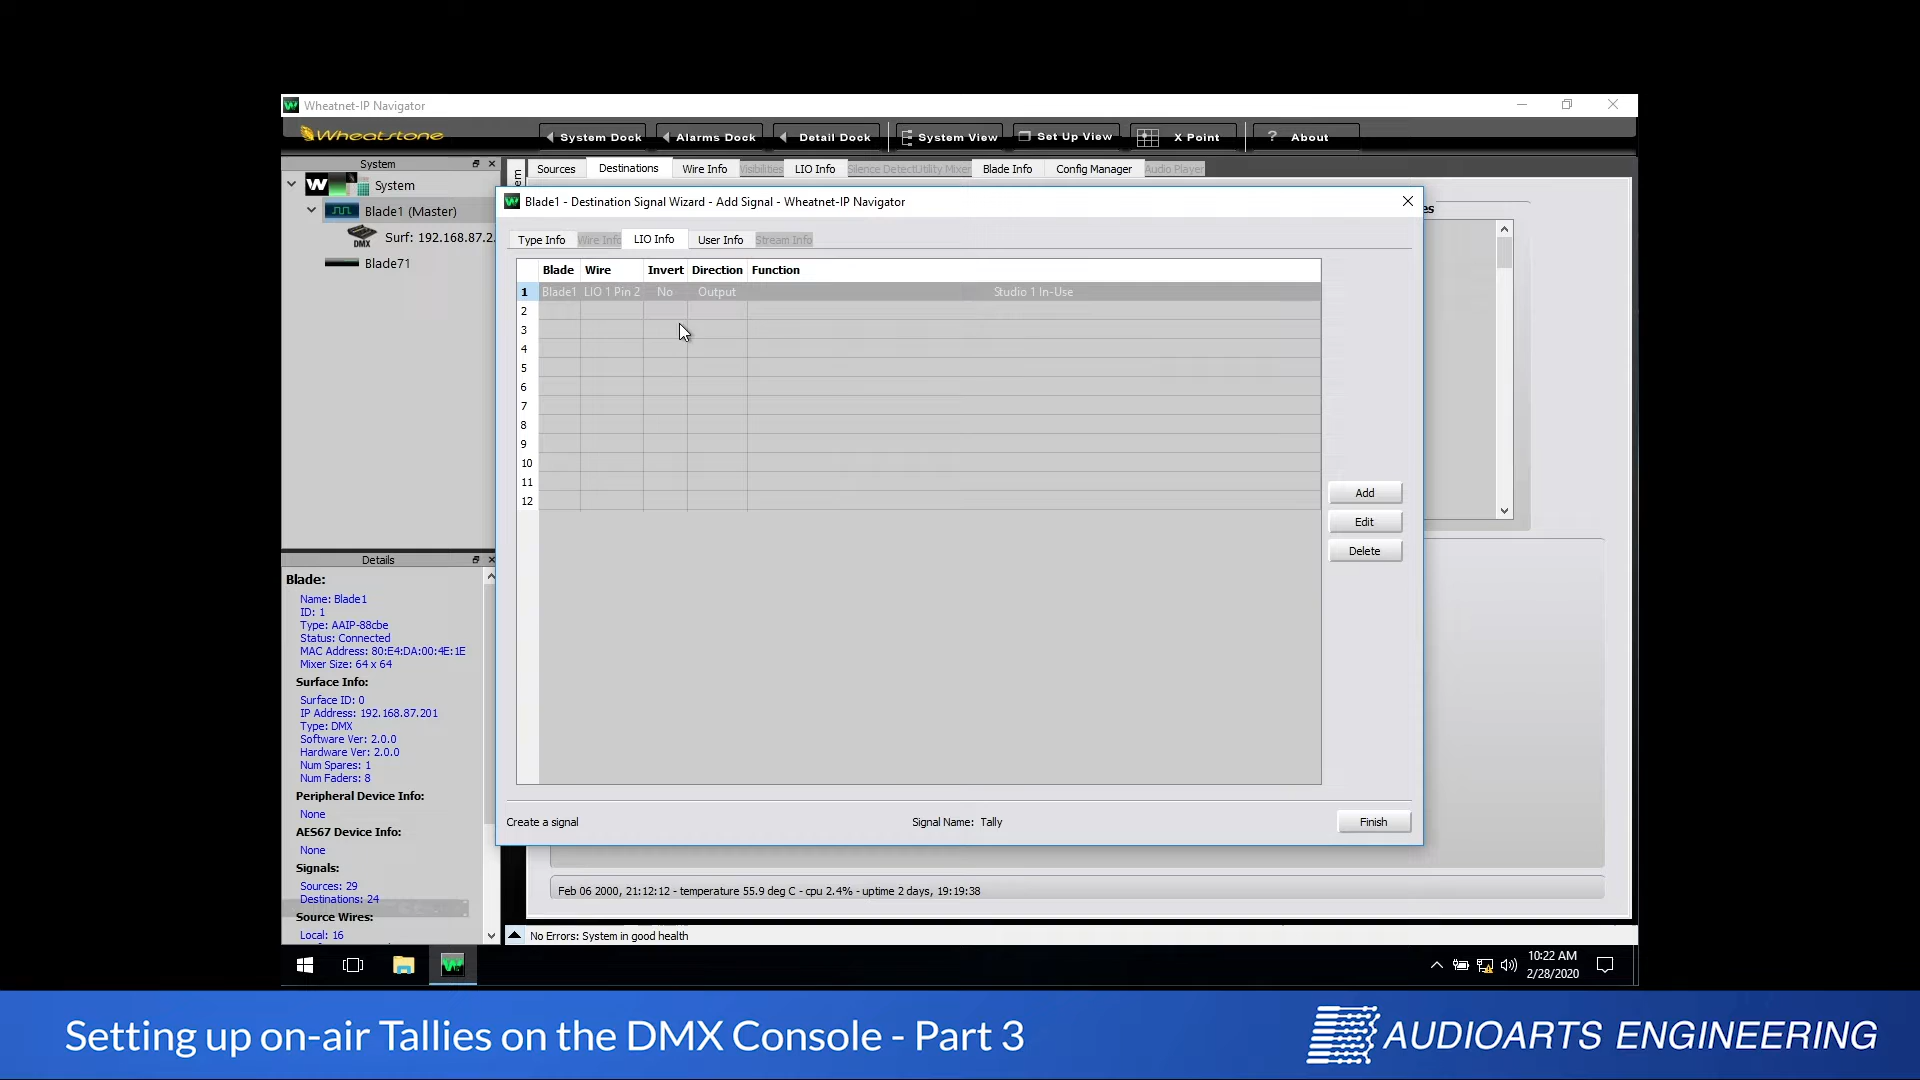 Wheatnet-IP Navigator
Wheatstone
System Dock
Alarms Dock
Detail Dock
System View
Set Up View
X Point
? About
System
Sources
Destinations
Wire Info
Visibilities
LIO Info
Silence Detect
Utility Mixer
Blade Info
Config Manager
Audio Player
W System
Blade1 (Master)
DMX Surf: 192.168.87.2
Blade71
Blade1 - Destination Signal Wizard - Add Signal - Wheatnet-IP Navigator
Type Info
Wire Info
LIO Info
User Info
Stream Info
Blade Wire Invert Direction Function
1 Blade1 LIO 1 Pin 2 No Output Studio 1 In-Use
2
3
4
5
6
7
8
9
10
11
12
Add
Edit
Delete
Create a signal
Signal Name: Tally
Finish
Details
Blade:
Name: Blade1
ID: 1
Type: AAIP-88cbe
Status: Connected
MAC Address: 80:E4:DA:00:4E:1E
Mixer Size: 64 x 64
Surface Info:
Surface ID: 0
IP Address: 192.168.87.201
Type: DMX
Software Ver: 2.0.0
Hardware Ver: 2.0.0
Num Spares: 1
Num Faders: 8
Peripheral Device Info:
None
AES67 Device Info:
None
Signals:
Sources: 29
Destinations: 24
Source Wires:
Local: 16
Feb 06 2000, 21:12:12 - temperature 55.9 deg C - cpu 2.4% - uptime 2 days, 19:19:38
No Errors: System in good health
10:22 AM
2/28/2020
Setting up on-air Tallies on the DMX Console - Part 3
AUDIOARTS ENGINEERING